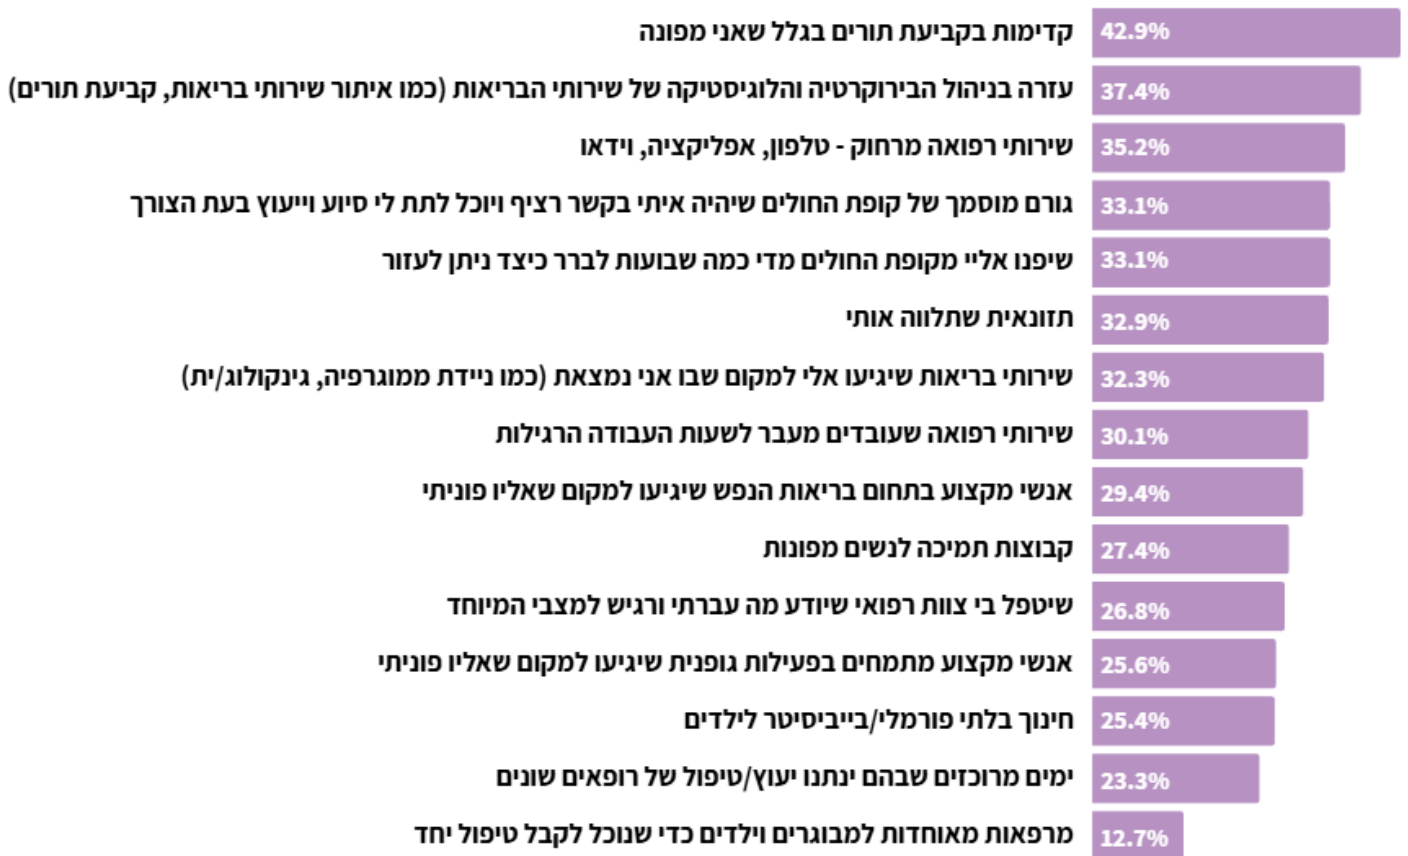 קדימות בקביעת תורים בגלל שאני מפונה 42.9%
עזרה בניהול הבירוקרטיה והלוגיסטיקה של שירותי הבריאות (כמו איתור שירותי בריאות, קביעת תורים) 37.4%
שירותי רפואה מרחוק - טלפון, אפליקציה, וידאו 35.2%
גורם מוסמך של קופת החולים שיהיה איתי בקשר רציף ויוכל לתת לי סיוע וייעוץ בעת הצורך 33.1%
שיפנו אליי מקופת החולים מדי כמה שבועות לברר כיצד ניתן לעזור 33.1%
תזונאית שתלווה אותי 32.9%
שירותי בריאות שיגיעו אלי למקום שבו אני נמצאת (כמו ניידת ממוגרפיה, גינקולוג/ית) 32.3%
שירותי רפואה שעובדים מעבר לשעות העבודה הרגילות 30.1%
אנשי מקצוע בתחום בריאות הנפש שיגיעו למקום שאליו פוניתי 29.4%
קבוצות תמיכה לנשים מפונות 27.4%
שיטפל בי צוות רפואי שיודע מה עברתי ורגיש למצבי המיוחד 26.8%
אנשי מקצוע מתמחים בפעילות גופנית שיגיעו למקום שאליו פוניתי 25.6%
חינוך בלתי פורמלי/בייביסיטר לילדים 25.4%
ימים מרוכזים שבהם ינתנו יעוץ/טיפול של רופאים שונים 23.3%
מרפאות מאוחדות למבוגרים וילדים כדי שנוכל לקבל טיפול יחד 12.7%